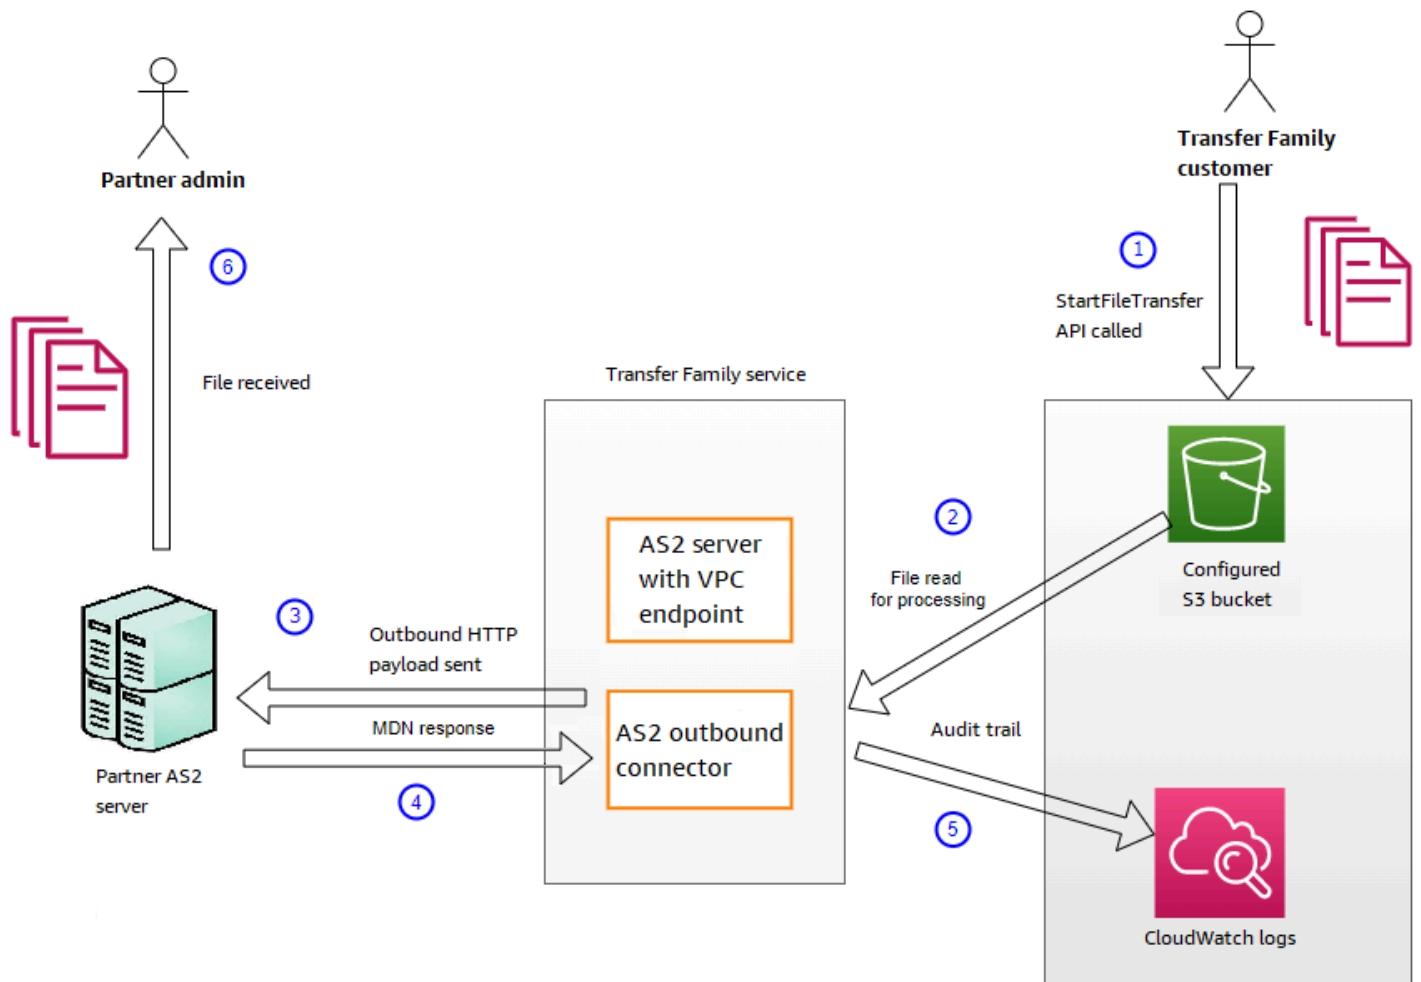 Transfer Family
customer
Partner admin
1
6
StartFileTransfer
API called
File received
Transfer Family service
2
AS2 server
with VPC
endpoint
File read
for processing
Configured
S3 bucket
3
Outbound HTTP
payload sent
MDN response
AS2 outbound
connector
Audit trail
Partner AS2
server
4
5
CloudWatch logs